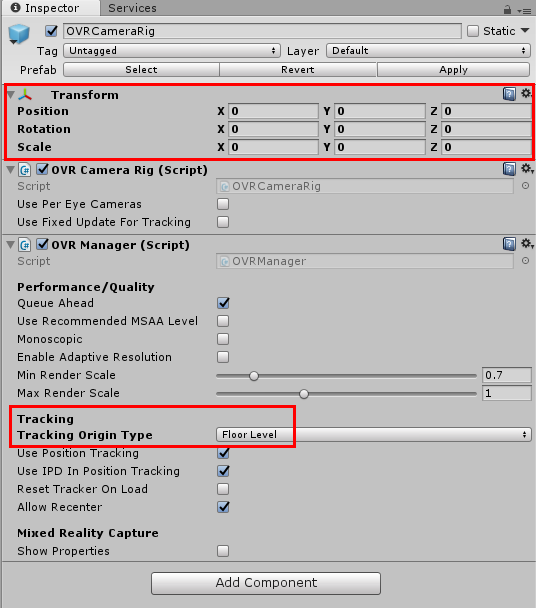 Inspector Services
OVRCameraRig Static
Tag Untagged Layer Default
Prefab Select Revert Apply
Transform
Position X 0 Y 0 Z 0
Rotation X 0 Y 0 Z 0
Scale X 0 Y 0 Z 0
OVR Camera Rig (Script)
Script OVRCameraRig
Use Per Eye Cameras
Use Fixed Update For Tracking
OVR Manager (Script)
Script OVRManager
Performance/Quality
Queue Ahead
Use Recommended MSAA Level
Monoscopic
Enable Adaptive Resolution
Min Render Scale 0.7
Max Render Scale 1
Tracking
Tracking Origin Type Floor Level
Use Position Tracking
Use IPD In Position Tracking
Reset Tracker On Load
Allow Recenter
Mixed Reality Capture
Show Properties
Add Component